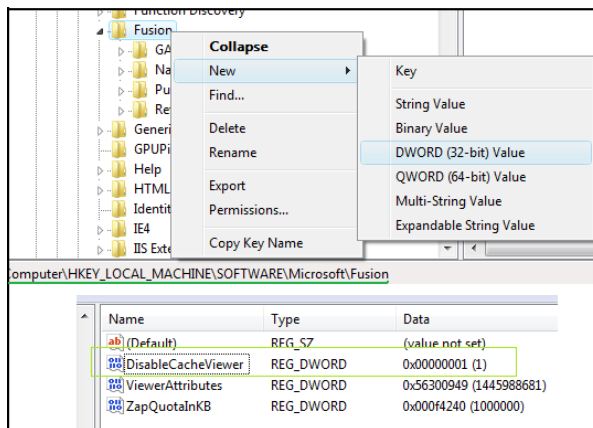 Function Discovery
Fusion
GA
Na
Pu
Re
Generi
GPUPi
Help
HTML
Identit
IE4
IIS Exte
Collapse
New
Find...
Delete
Rename
Export
Permissions...
Copy Key Name
Key
String Value
Binary Value
DWORD (32-bit) Value
QWORD (64-bit) Value
Multi-String Value
Expandable String Value
Computer\HKEY_LOCAL_MACHINE\SOFTWARE\Microsoft\Fusion
Name Type Data
ab (Default) REG_SZ (value not set)
DisableCacheViewer REG_DWORD 0x00000001 (1)
ViewerAttributes REG_DWORD 0x56300949 (1445988681)
ZapQuotaInKB REG_DWORD 0x000f4240 (1000000)